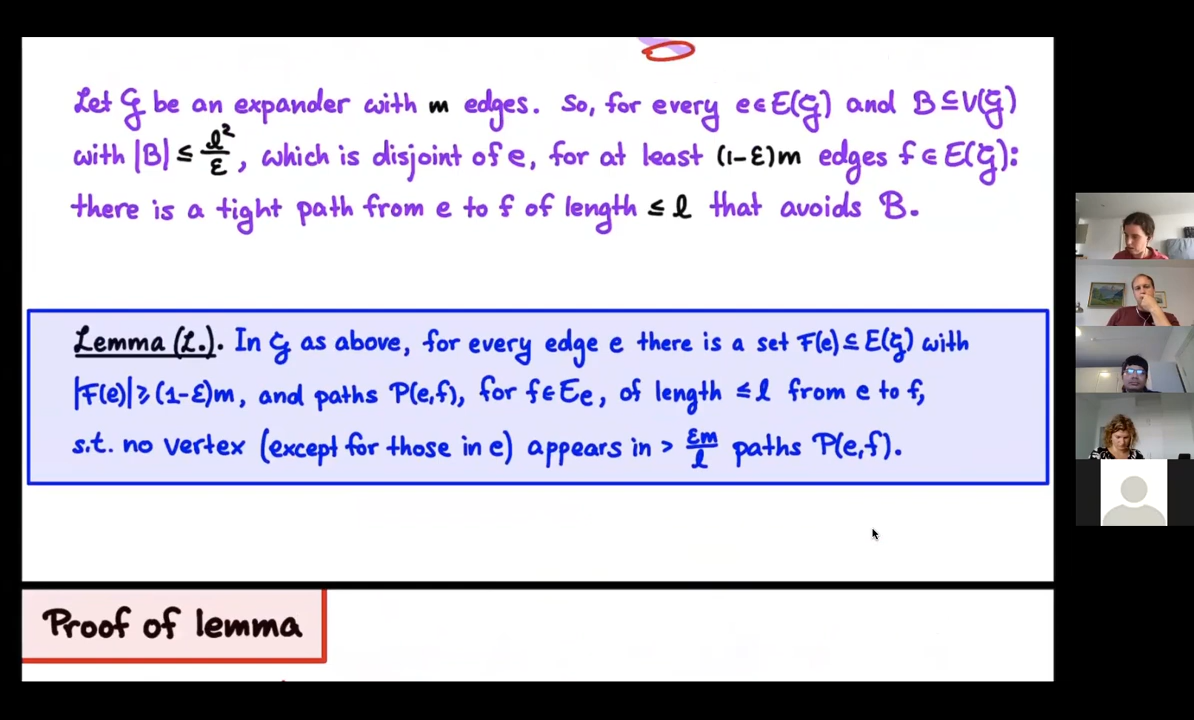 Let G be an expander with m edges. So, for every e∈E(G) and B⊆V(G)
with |B| ≤ ℓ²/ε, which is disjoint of e, for at least (1-ε)m edges f∈E(G):
there is a tight path from e to f of length ≤ ℓ that avoids B.
Lemma (L.). In G as above, for every edge e there is a set F(e)⊆E(G) with
|F(e)|≥(1-ε)m, and paths P(e,f), for f∈Ee, of length ≤ℓ from e to f,
s.t. no vertex (except for those in e) appears in > εm/ℓ paths P(e,f).
Proof of lemma